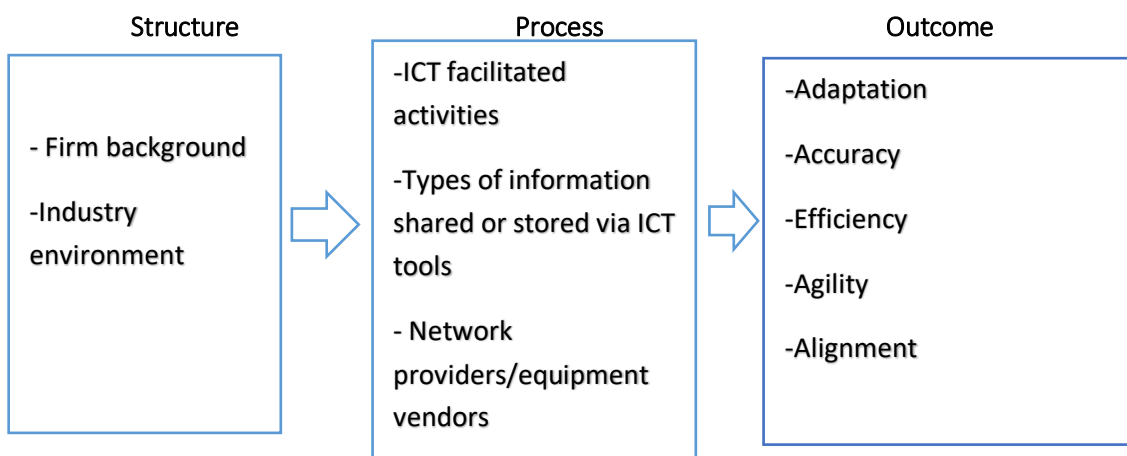 Structure
Process
Outcome
- Firm background
-Industry
environment
-ICT facilitated
activities
-Types of information
shared or stored via ICT
tools
- Network
providers/equipment
vendors
-Adaptation
-Accuracy
-Efficiency
-Agility
-Alignment